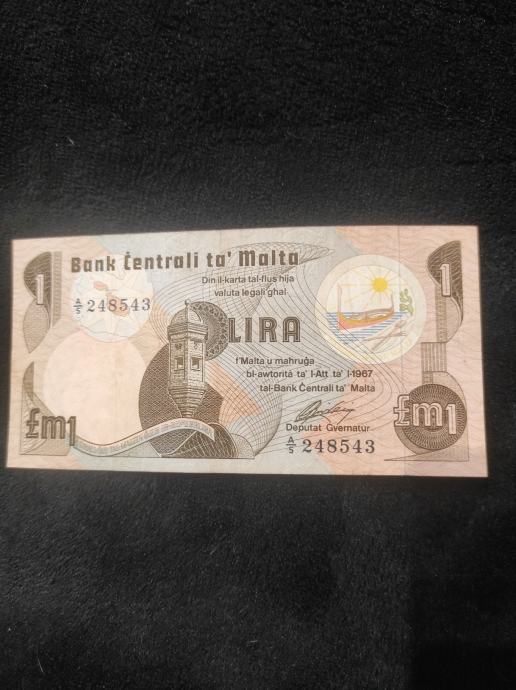 Bank Ċentrali ta' Malta
Din il-karta tal-flus hija
valuta legali għal
1
1
A/5 248543
LIRA
f'Malta u maħruġa
bl-awtorità ta' l-Att ta' l-1967
tal-Bank Ċentrali ta' Malta
£m1
£m1
Deputat Gvernatur
A/5 248543